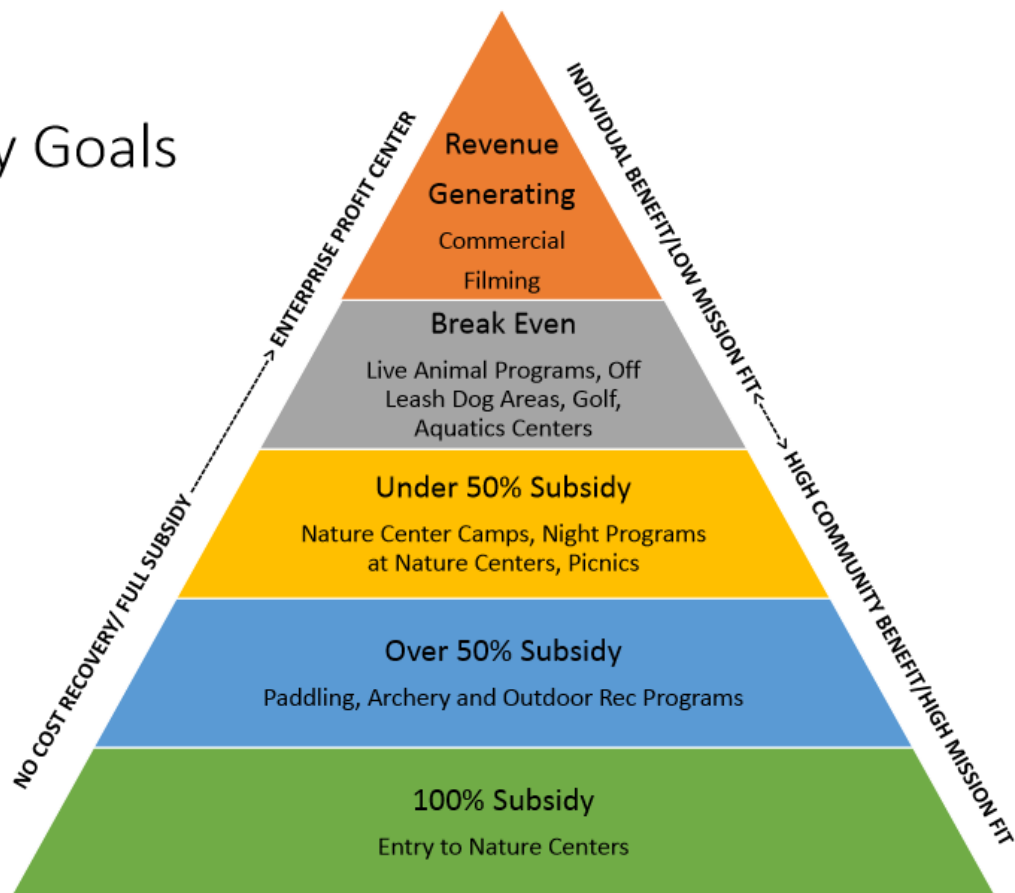 y Goals
NO COST RECOVERY/ FULL SUBSIDY --------> ENTERPRISE PROFIT CENTER
INDIVIDUAL BENEFIT/LOW MISSION FIT<-----> HIGH COMMUNITY BENEFIT/HIGH MISSION FIT
Revenue
Generating
Commercial
Filming
Break Even
Live Animal Programs, Off
Leash Dog Areas, Golf,
Aquatics Centers
Under 50% Subsidy
Nature Center Camps, Night Programs
at Nature Centers, Picnics
Over 50% Subsidy
Paddling, Archery and Outdoor Rec Programs
100% Subsidy
Entry to Nature Centers